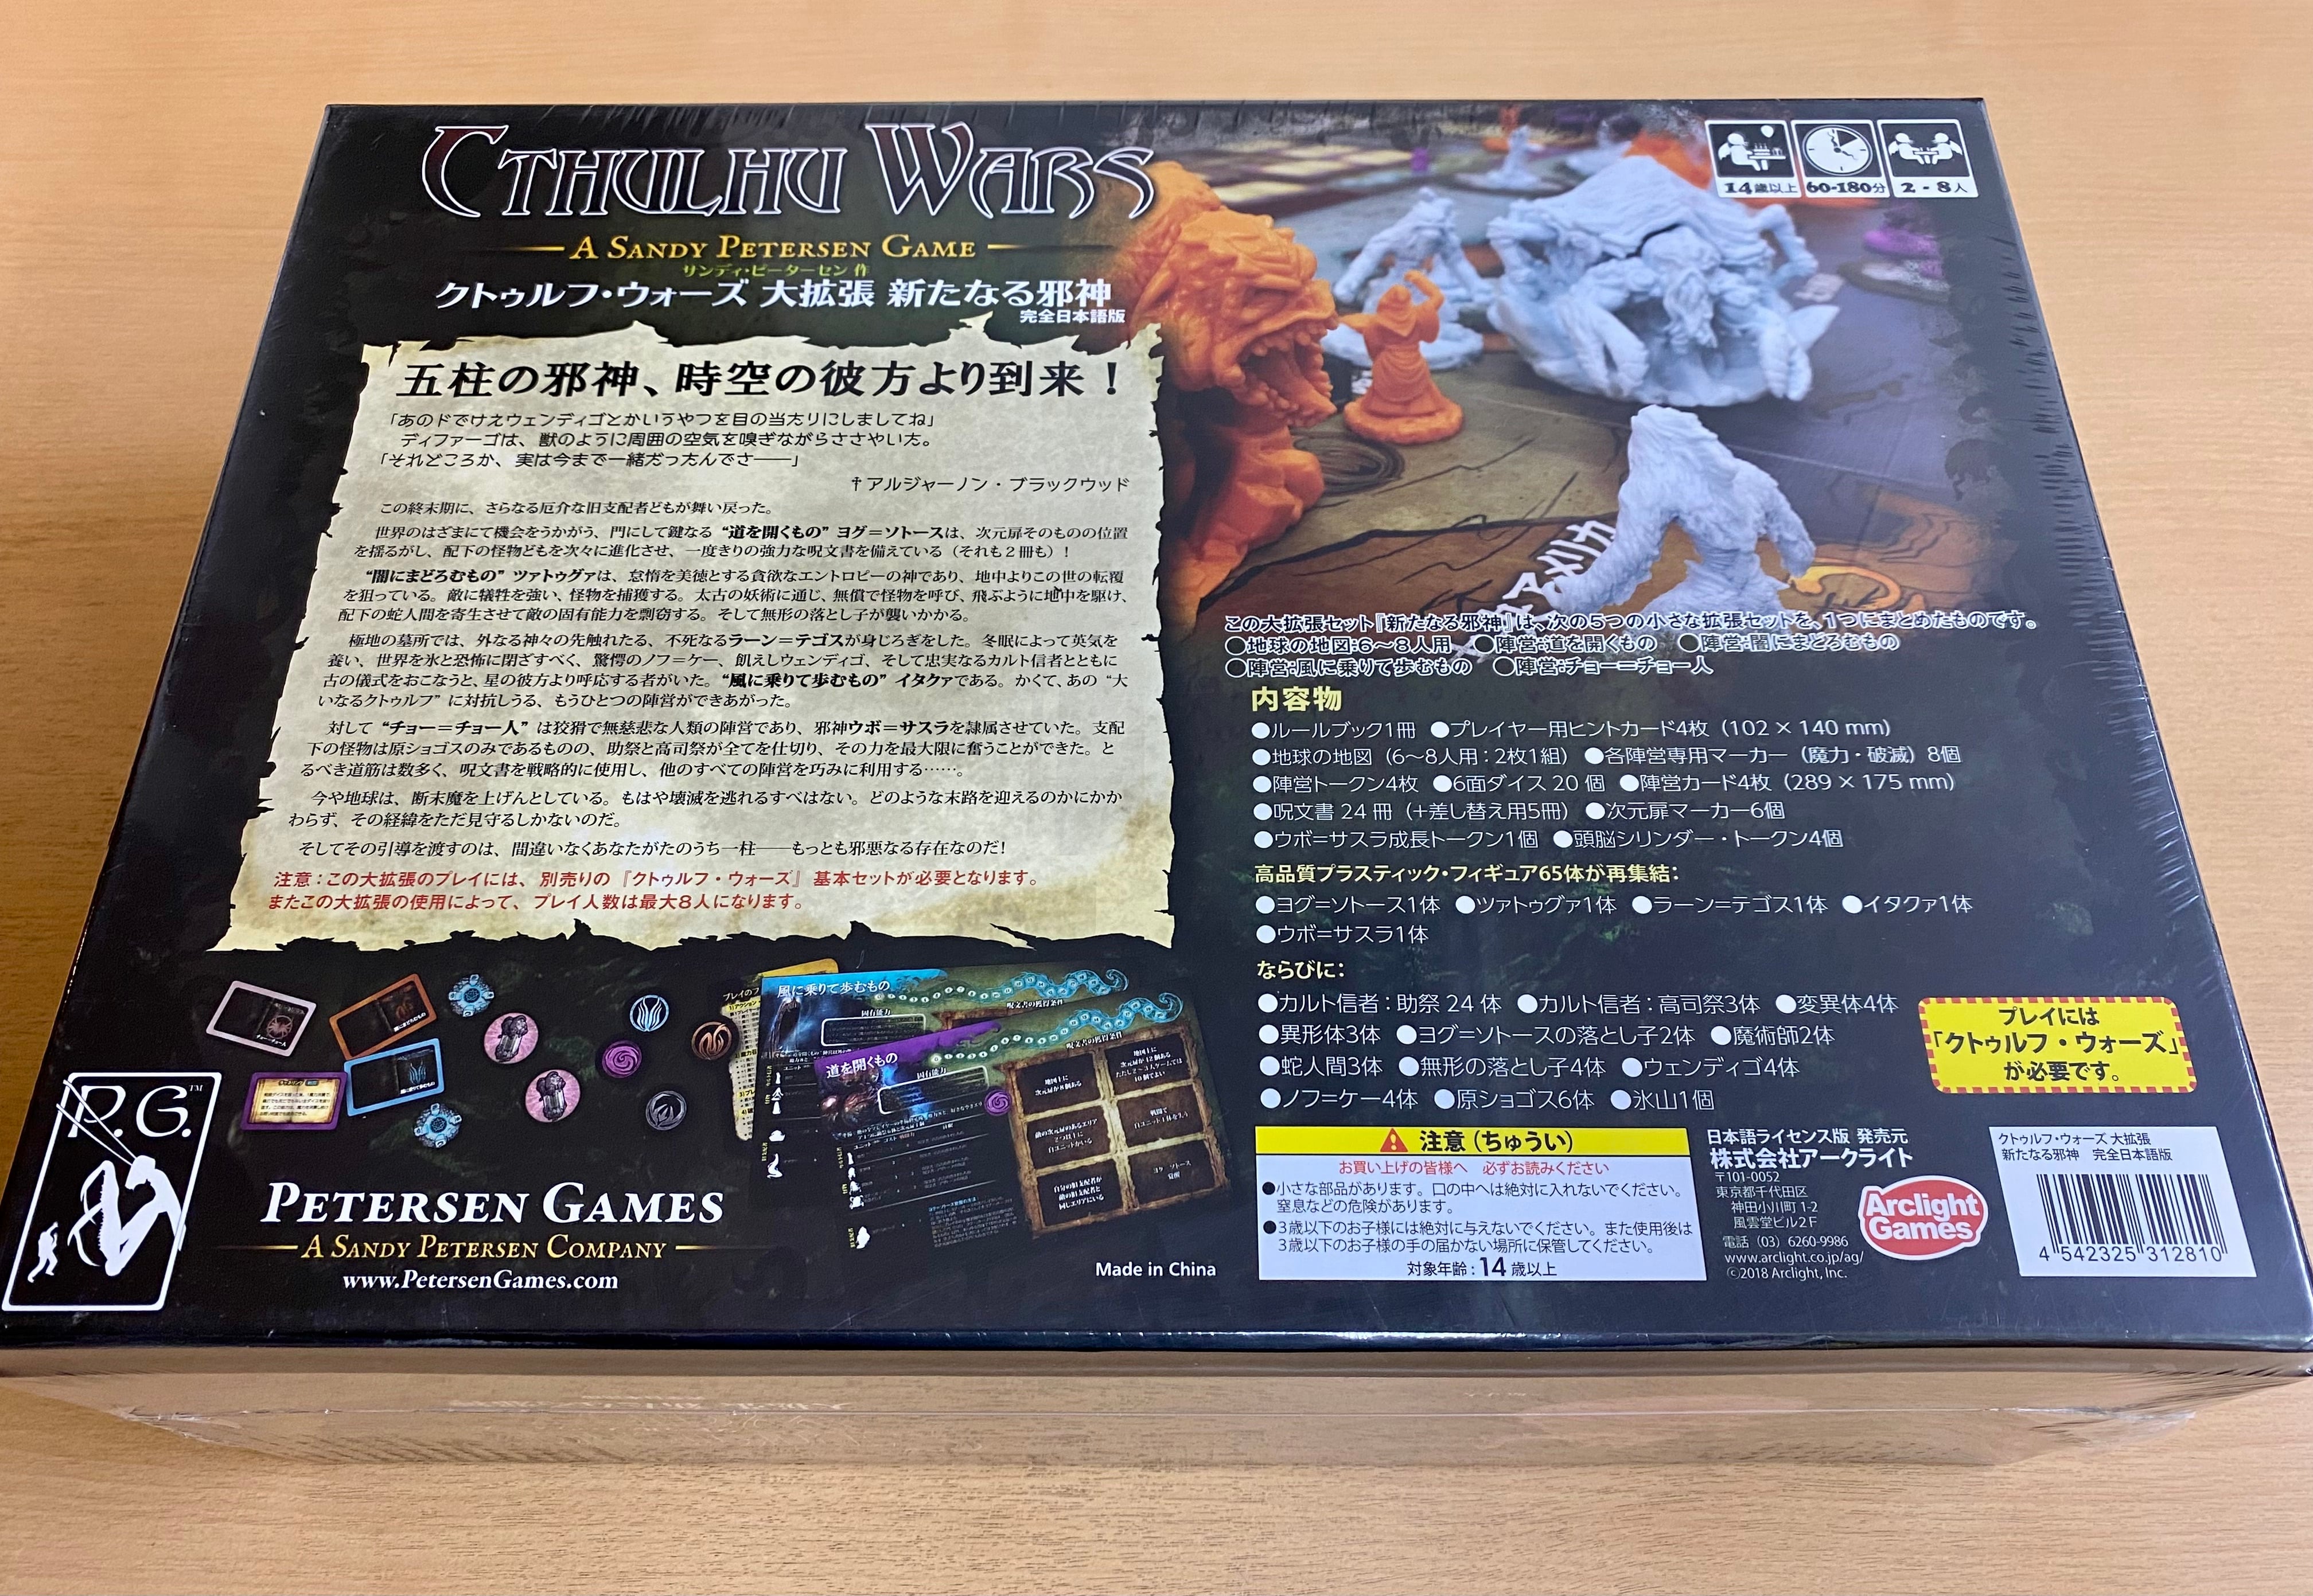 CTHULHU WARS
A SANDY PETERSEN GAME
サンディ・ピーターセン 作
クトゥルフ・ウォーズ 大拡張 新たなる邪神
完全日本語版
14歳以上
60-180分
2 - 8人
五柱の邪神、時空の彼方より到来！
「あのドでけえウェンディゴとかいうやつを目の当たりにしましてね」
ディファーゴは、獣のように周囲の空気を嗅ぎながらささやいた。
「それどころか、実は今まで一緒だったんでさ――」
†アルジャーノン・ブラックウッド
この終末期に、さらなる厄介な旧支配者どもが舞い戻った。
世界のはざまにて機会をうかがう、門にして鍵なる “道を開くもの” ヨグ＝ソトースは、次元扉そのものの位置
を揺るがし、配下の怪物どもを次々に進化させ、一度きりの強力な呪文書を備えている（それも２冊も）！
“闇にまどろむもの” ツァトゥグァは、怠惰を美徳とする貪欲なエントロピーの神であり、地中よりこの世の転覆
を狙っている。敵に犠牲を強い、怪物を捕獲する。太古の妖術に通じ、無償で怪物を呼び、飛ぶように地中を駆け、
配下の蛇人間を寄生させて敵の固有能力を剽窃する。そして無形の落とし子が襲いかかる。
極地の墓所では、外なる神々の先触れたる、不死なるラーン＝テゴスが身じろぎをした。冬眠によって英気を
養い、世界を氷と恐怖に閉ざすべく、驚愕のノフ＝ケー、飢えしウェンディゴ、そして忠実なるカルト信者とともに
古の儀式をおこなうと、星の彼方より呼応する者がいた。“風に乗りて歩むもの” イタクァである。かくて、あの “大
いなるクトゥルフ” に対抗しうる、もうひとつの陣営ができあがった。
対して “チョー＝チョー人” は狡猾で無慈悲な人類の陣営であり、邪神ウボ＝サスラを隷属させていた。支配
下の怪物は原ショゴスのみであるものの、助祭と高司祭が全てを仕切り、その力を最大限に奮うことができた。と
るべき道筋は数多く、呪文書を戦略的に使用し、他のすべての陣営を巧みに利用する……。
今や地球は、断末魔を上げんとしている。もはや壊滅を逃れるすべはない。どのような末路を迎えるのかにかか
わらず、その経緯をただ見守るしかないのだ。
そしてその引導を渡すのは、間違いなくあなたがたのうち一柱――もっとも邪悪なる存在なのだ！
注意：この大拡張のプレイには、別売りの『クトゥルフ・ウォーズ』基本セットが必要となります。
またこの大拡張の使用によって、プレイ人数は最大８人になります。
この大拡張セット『新たなる邪神』は、次の５つの小さな拡張セットを、１つにまとめたものです。
●地球の地図：6〜8人用　●陣営：道を開くもの　●陣営：闇にまどろむもの
●陣営：風に乗りて歩むもの　●陣営：チョー＝チョー人
内容物
●ルールブック1冊　●プレイヤー用ヒントカード4枚（102 × 140 mm）
●地球の地図（6〜8人用：2枚1組）●各陣営専用マーカー（魔力・破滅）8個
●陣営トークン4枚　●6面ダイス 20 個　●陣営カード4枚（289 × 175 mm）
●呪文書 24 冊（+差し替え用5冊）　●次元扉マーカー6個
●ウボ=サスラ成長トークン1個　●頭脳シリンダー・トークン4個
高品質プラスティック・フィギュア65体が再集結：
●ヨグ=ソトース1体　●ツァトゥグァ1体　●ラーン=テゴス1体　●イタクァ1体
●ウボ=サスラ1体
ならびに：
●カルト信者：助祭 24 体　●カルト信者：高司祭3体　●変異体4体
●異形体3体　●ヨグ=ソトースの落とし子2体　●魔術師2体
●蛇人間3体　●無形の落とし子4体　●ウェンディゴ4体
●ノフ=ケー4体　●原ショゴス6体　●氷山1個
プレイには
「クトゥルフ・ウォーズ」
が必要です。
風に乗りて歩むもの
固有能力
呪文書の獲得条件
道を開くもの
固有能力
呪文書の獲得条件
P.G.™
PETERSEN GAMES
A SANDY PETERSEN COMPANY
www.PetersenGames.com
Made in China
注意（ちゅうい）
お買い上げの皆様へ　必ずお読みください
●小さな部品があります。口の中へは絶対に入れないでください。
窒息などの危険があります。
●3歳以下のお子様には絶対に与えないでください。また使用後は
3歳以下のお子様の手の届かない場所に保管してください。
対象年齢：14 歳以上
日本語ライセンス版 発売元
株式会社アークライト
〒101-0052
東京都千代田区
神田小川町 1-2
風雲堂ビル2F
電話（03）6260-9986
www.arclight.co.jp/ag/
©2018 Arclight, Inc.
Arclight
Games
クトゥルフ・ウォーズ 大拡張
新たなる邪神　完全日本語版
4 542325 312810